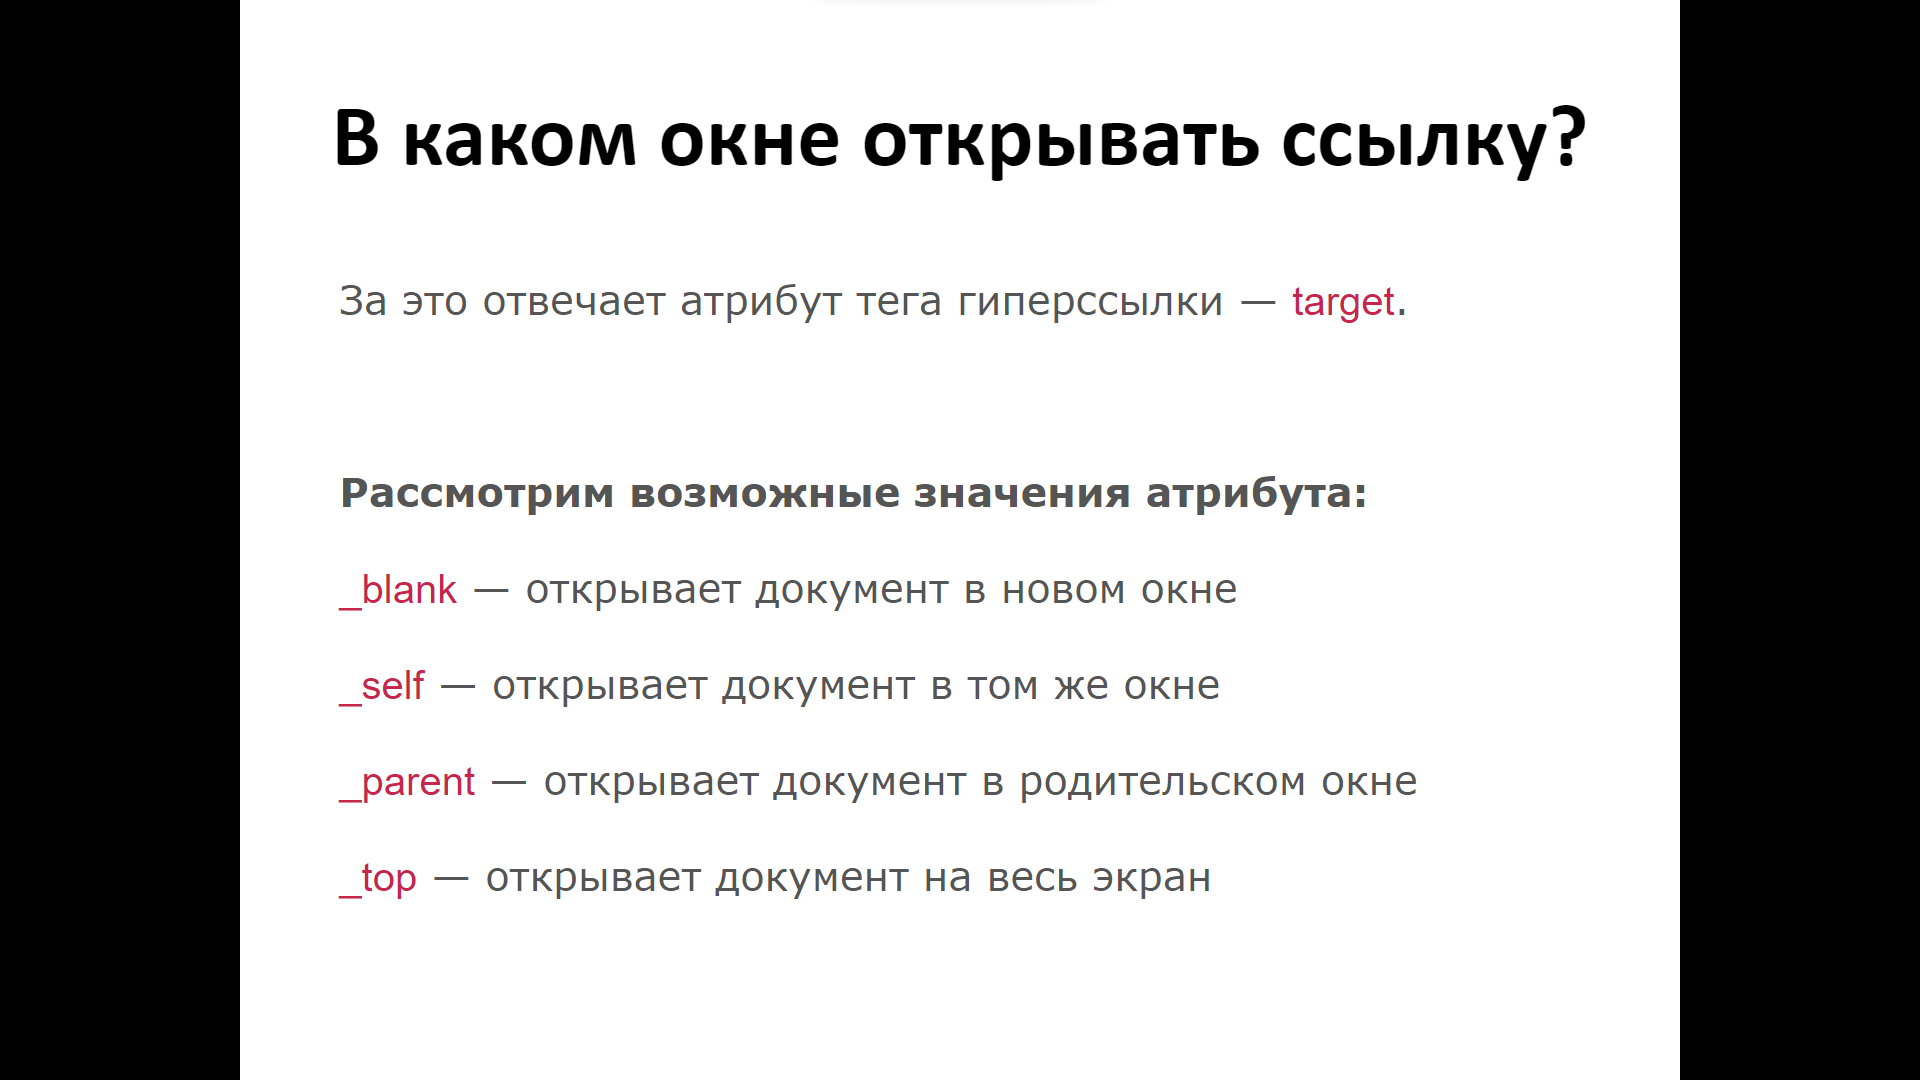 В каком окне открывать ссылку?
За это отвечает атрибут тега гиперссылки — target.
Рассмотрим возможные значения атрибута:
_blank — открывает документ в новом окне
_self — открывает документ в том же окне
_parent — открывает документ в родительском окне
_top — открывает документ на весь экран